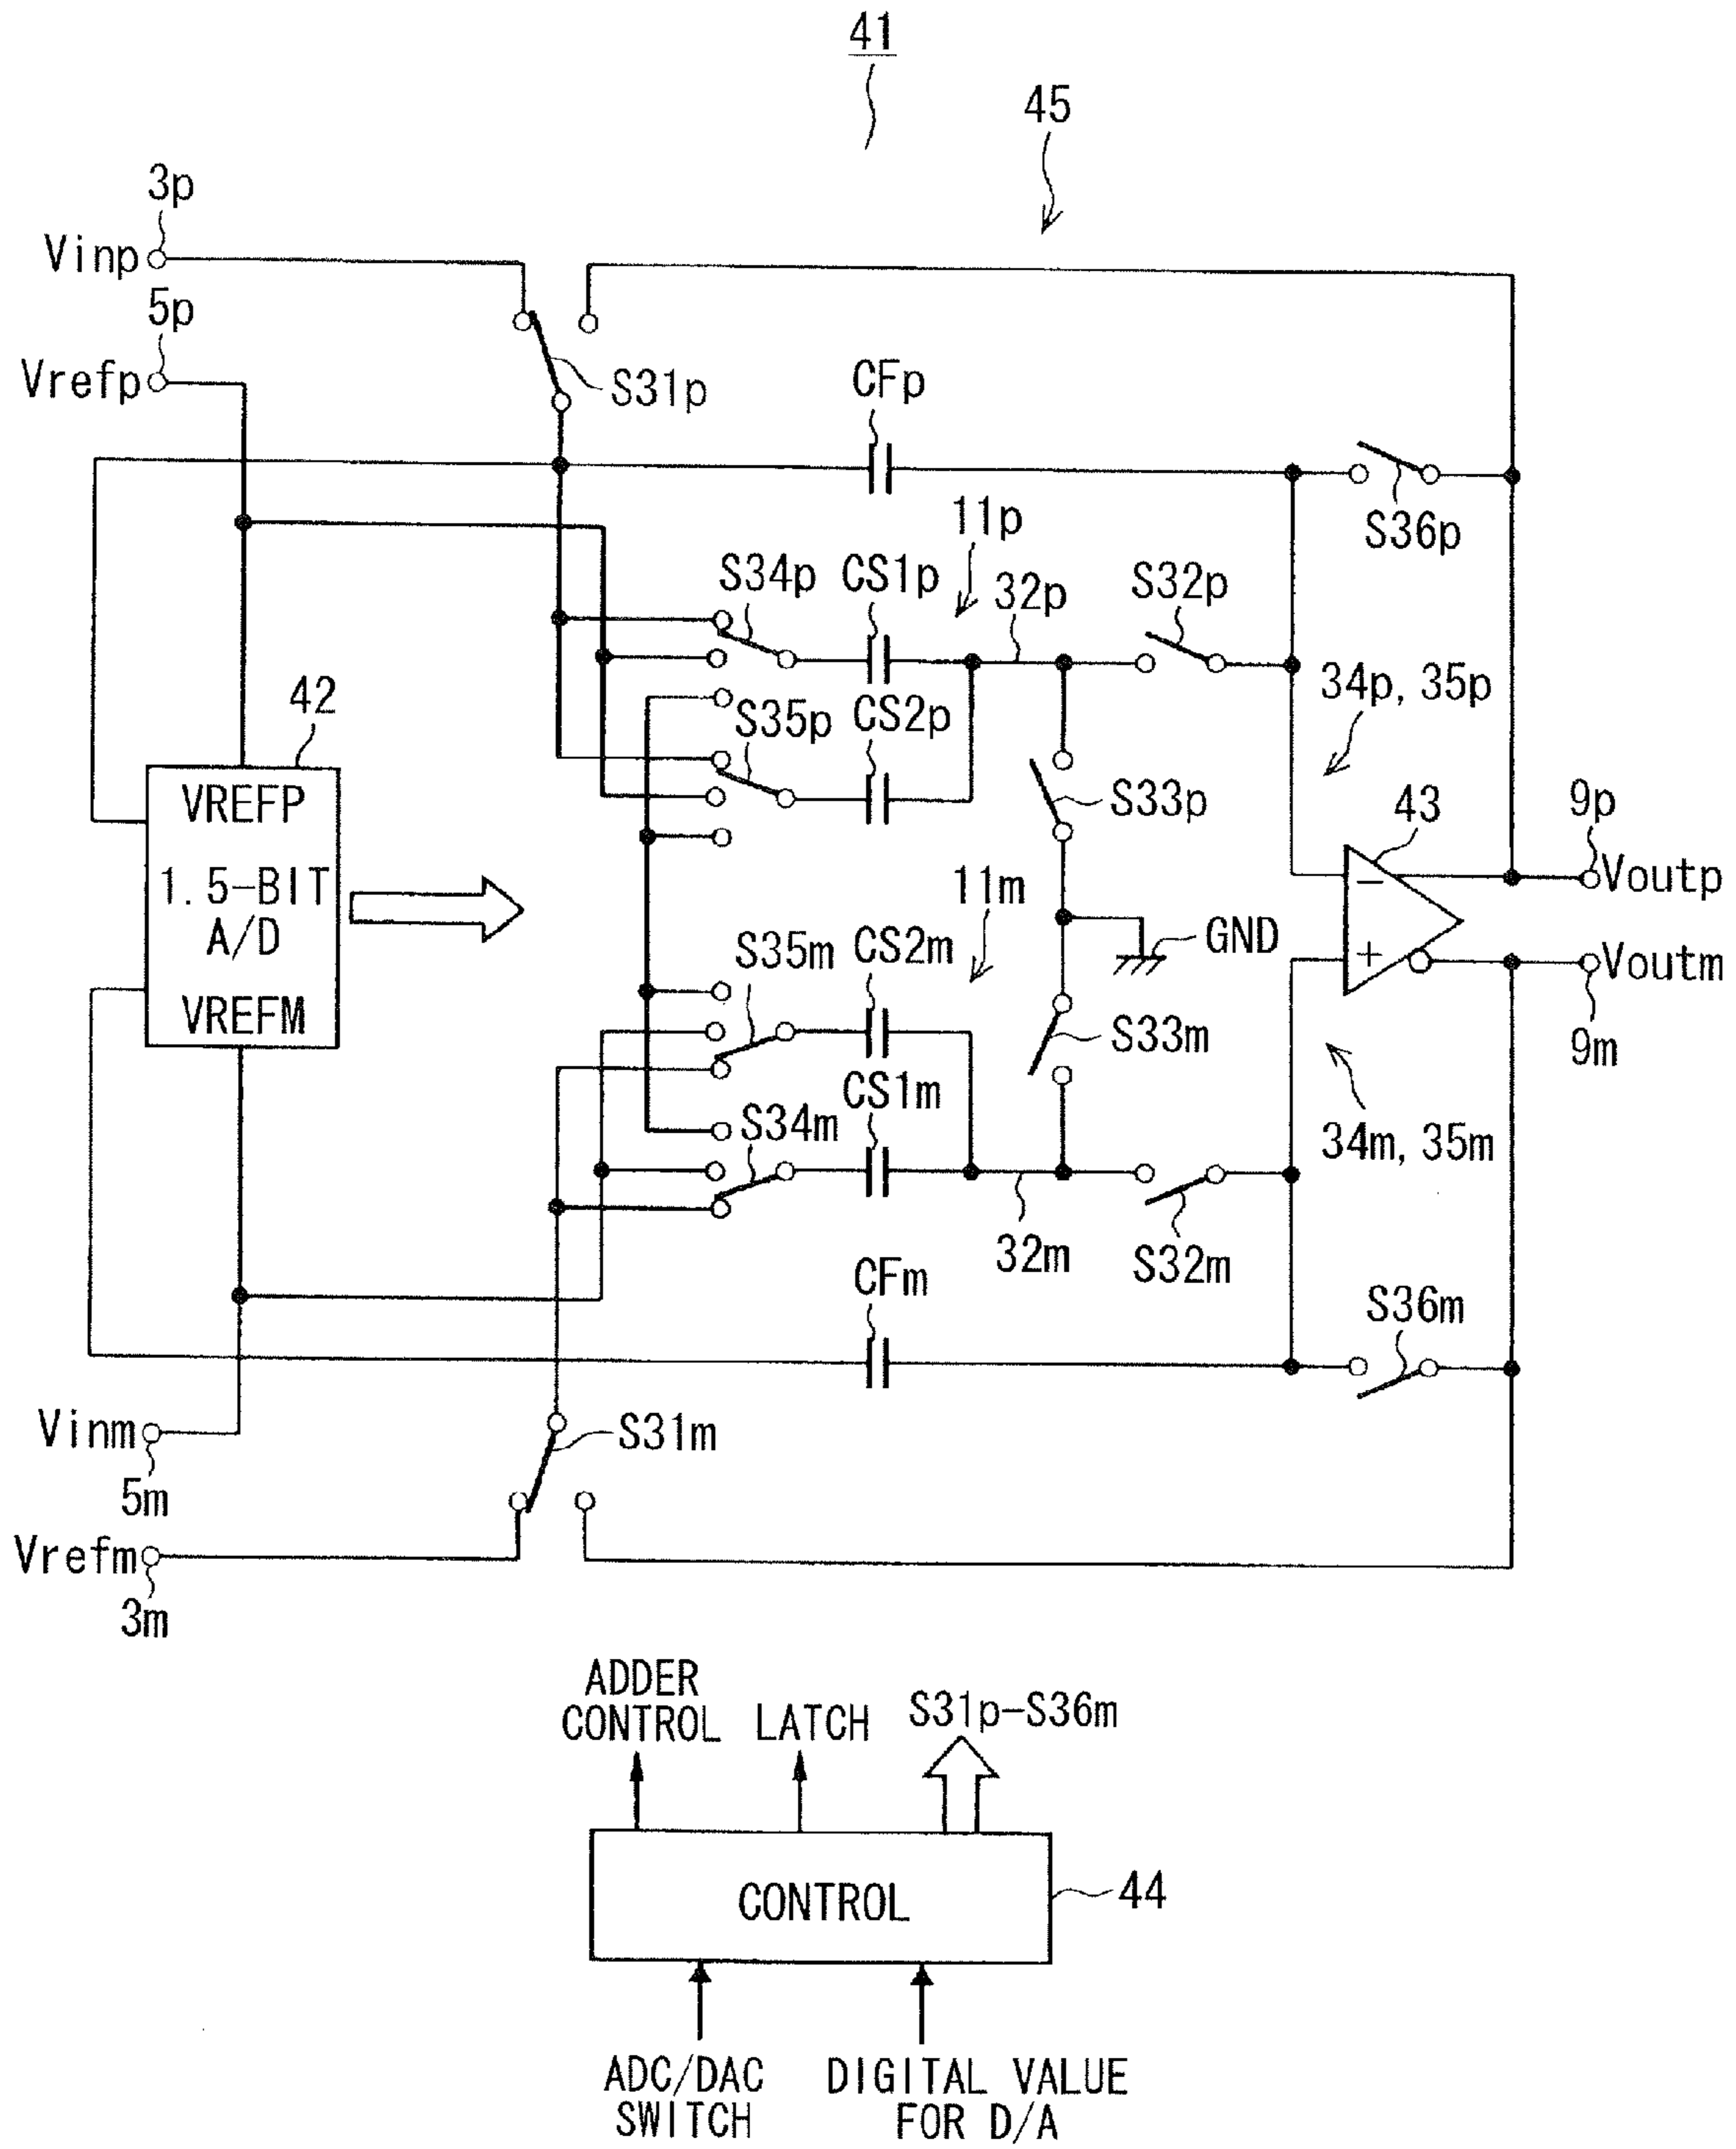 41
45
3p
Vinp
5p
Vrefp
S31p
CFp
S36p
11p
S34p
CS1p
32p
S32p
42
S35p
CS2p
34p, 35p
VREFP
1.5-BIT
A/D
VREFM
S33p
43
9p
Voutp
11m
GND
S35m
CS2m
Voutm
9m
S33m
CS1m
S34m
34m, 35m
32m
S32m
CFm
S36m
Vinm
5m
S31m
Vrefm
3m
ADDER
CONTROL
LATCH
S31p-S36m
CONTROL
44
ADC/DAC
SWITCH
DIGITAL VALUE
FOR D/A